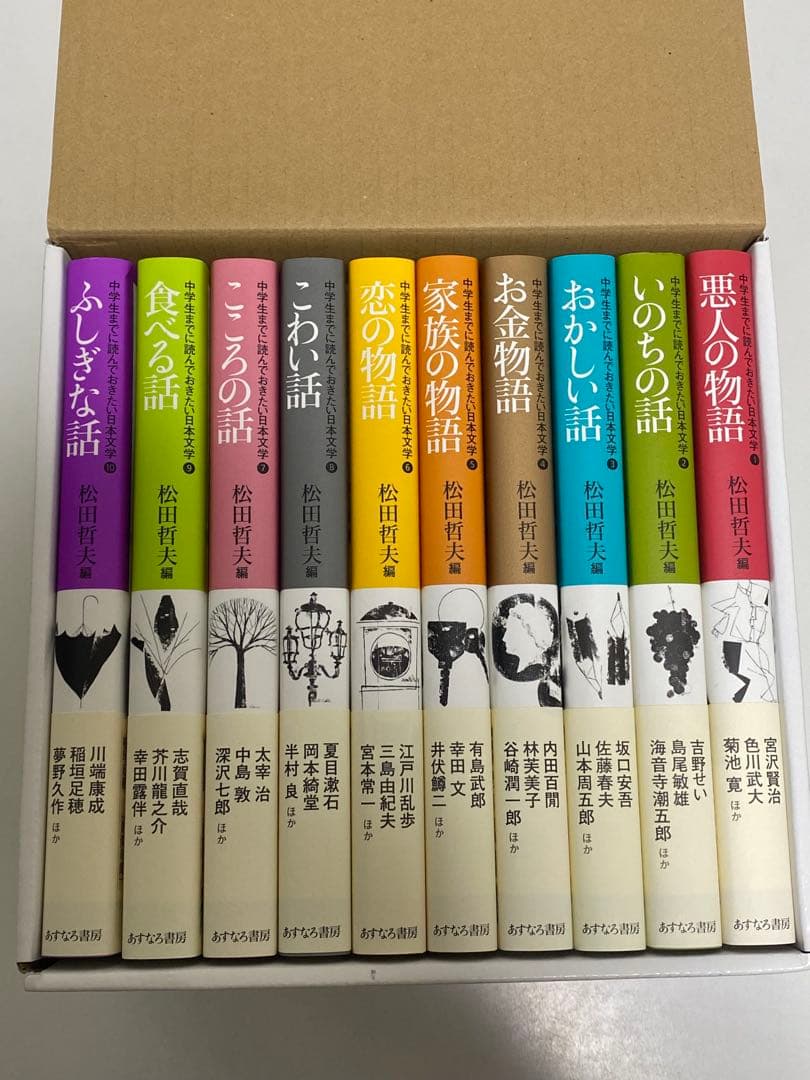 中学生までに読んでおきたい日本文学❿
ふしぎな話
松田哲夫 編
川端康成
稲垣足穂
夢野久作 ほか
あすなろ書房
中学生までに読んでおきたい日本文学❾
食べる話
松田哲夫 編
志賀直哉
芥川龍之介
幸田露伴 ほか
あすなろ書房
中学生までに読んでおきたい日本文学❼
こころの話
松田哲夫 編
太宰 治
中島 敦
深沢七郎 ほか
あすなろ書房
中学生までに読んでおきたい日本文学❽
こわい話
松田哲夫 編
夏目漱石
岡本綺堂
半村 良 ほか
あすなろ書房
中学生までに読んでおきたい日本文学❻
恋の物語
松田哲夫 編
江戸川乱歩
三島由紀夫
宮本常一 ほか
あすなろ書房
中学生までに読んでおきたい日本文学❺
家族の物語
松田哲夫 編
有島武郎
幸田 文
井伏鱒二 ほか
あすなろ書房
中学生までに読んでおきたい日本文学❹
お金物語
松田哲夫 編
内田百閒
林芙美子
谷崎潤一郎 ほか
あすなろ書房
中学生までに読んでおきたい日本文学❸
おかしい話
松田哲夫 編
坂口安吾
佐藤春夫
山本周五郎 ほか
あすなろ書房
中学生までに読んでおきたい日本文学❷
いのちの話
松田哲夫 編
吉野せい
島尾敏雄
海音寺潮五郎 ほか
あすなろ書房
中学生までに読んでおきたい日本文学❶
悪人の物語
松田哲夫 編
宮沢賢治
色川武大
菊池 寛 ほか
あすなろ書房